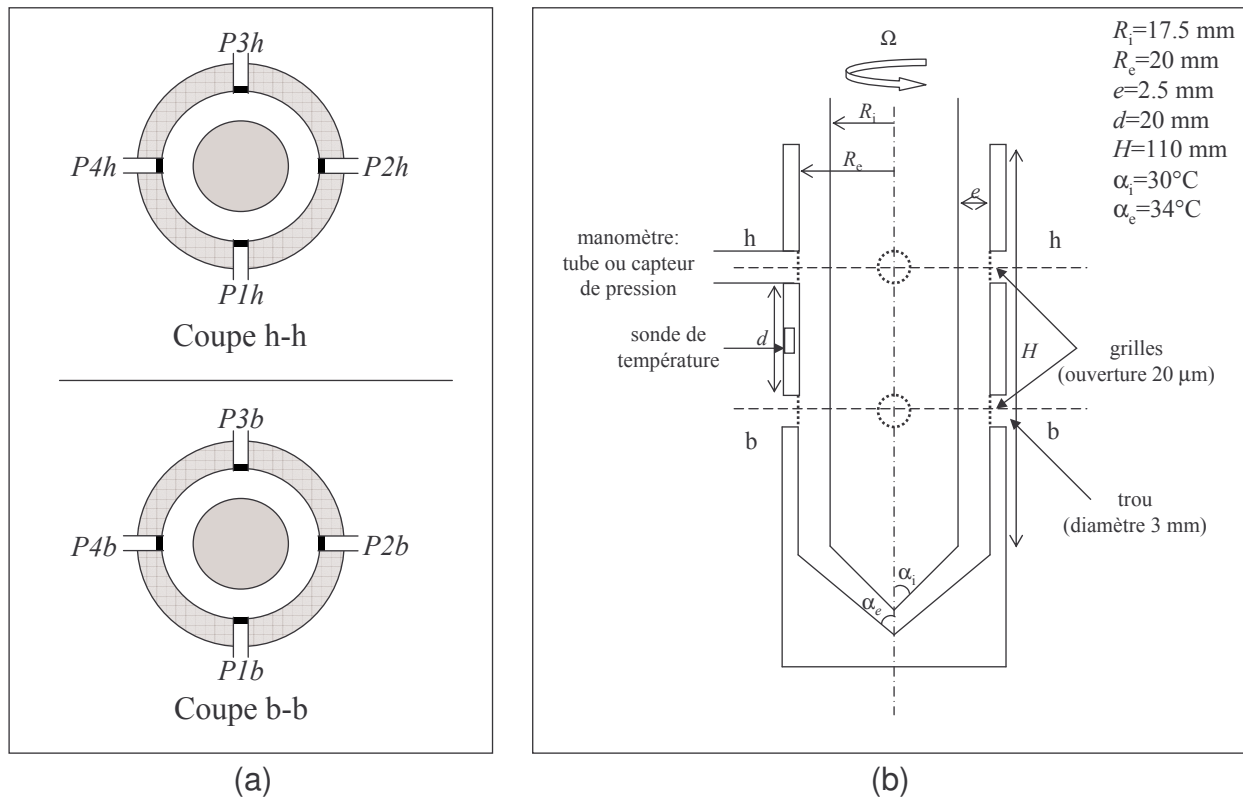 P3h
P4h
P2h
P1h
Coupe h-h
P3b
P4b
P2b
P1b
Coupe b-b
(a)
Ω
R_i=17.5 mm
R_e=20 mm
e=2.5 mm
d=20 mm
H=110 mm
α_i=30°C
α_e=34°C
R_i
R_e
e
manomètre:
tube ou capteur
de pression
h
h
sonde de
température
d
H
grilles
(ouverture 20 µm)
b
b
trou
(diamètre 3 mm)
α_i
α_e
(b)